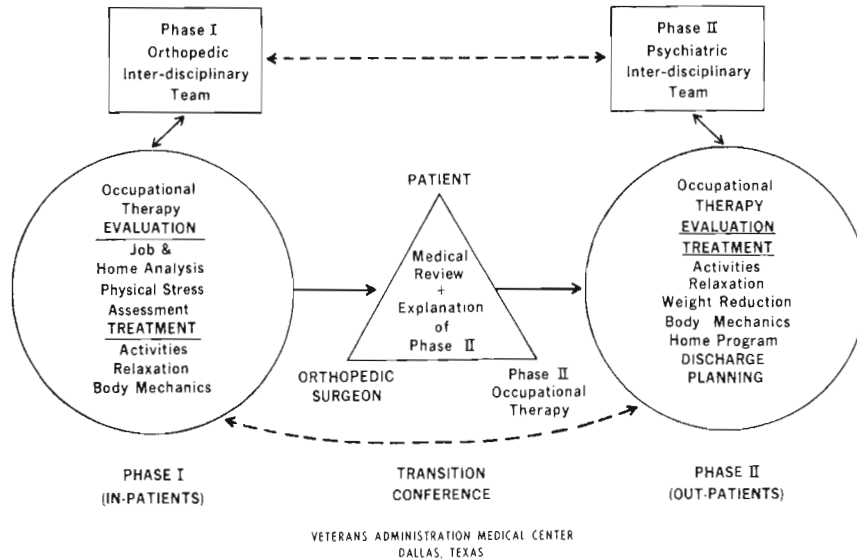 Phase I
Orthopedic
Inter-disciplinary
Team
Phase II
Psychiatric
Inter-disciplinary
Team
Occupational
Therapy
EVALUATION
Job &
Home Analysis
Physical Stress
Assessment
TREATMENT
Activities
Relaxation
Body Mechanics
PATIENT
Medical
Review
+
Explanation
of
Phase II
ORTHOPEDIC
SURGEON
Phase II
Occupational
Therapy
Occupational
THERAPY
EVALUATION
TREATMENT
Activities
Relaxation
Weight Reduction
Body Mechanics
Home Program
DISCHARGE
PLANNING
PHASE I
(IN-PATIENTS)
TRANSITION
CONFERENCE
PHASE II
(OUT-PATIENTS)
VETERANS ADMINISTRATION MEDICAL CENTER
DALLAS, TEXAS